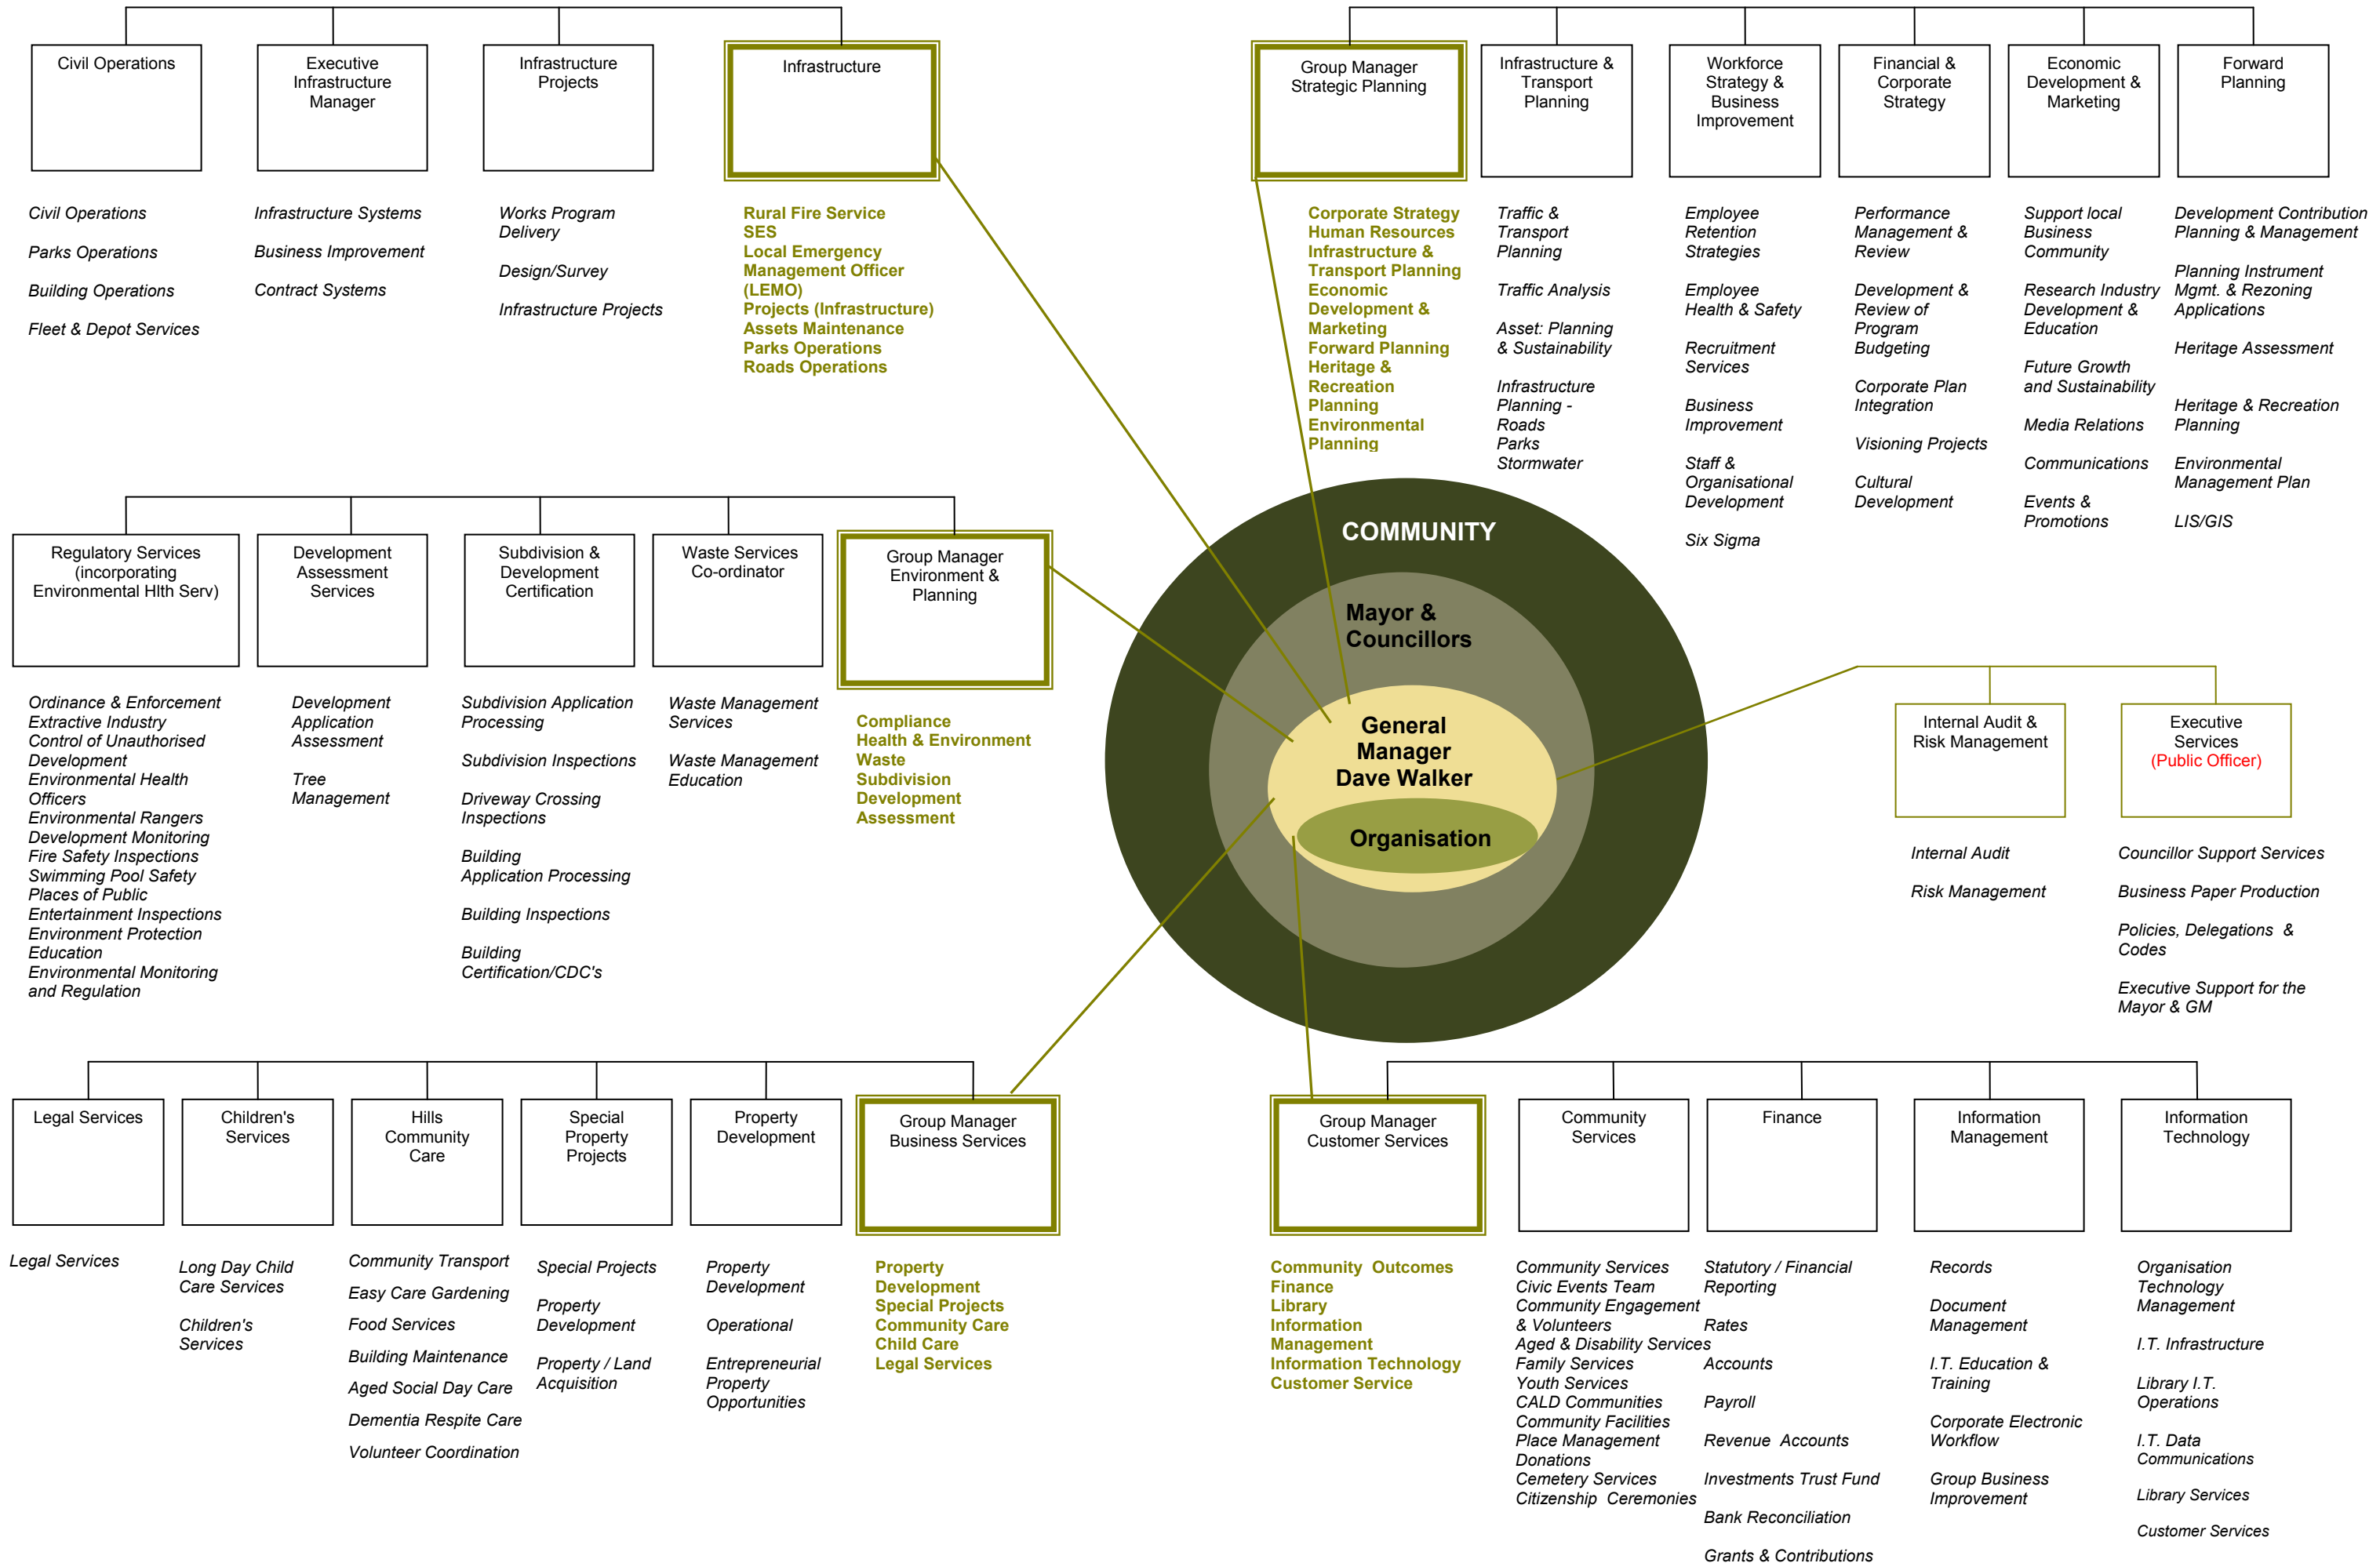 Civil Operations
Executive
Infrastructure
Manager
Infrastructure
Projects
Infrastructure
Civil Operations
Parks Operations
Building Operations
Fleet & Depot Services
Infrastructure Systems
Business Improvement
Contract Systems
Works Program
Delivery
Design/Survey
Infrastructure Projects
Rural Fire Service
SES
Local Emergency
Management Officer
(LEMO)
Projects (Infrastructure)
Assets Maintenance
Parks Operations
Roads Operations
Group Manager
Strategic Planning
Infrastructure &
Transport
Planning
Workforce
Strategy &
Business
Improvement
Financial &
Corporate
Strategy
Economic
Development &
Marketing
Forward
Planning
Corporate Strategy
Human Resources
Infrastructure &
Transport Planning
Economic
Development &
Marketing
Forward Planning
Heritage &
Recreation
Planning
Environmental
Planning
Traffic &
Transport
Planning
Traffic Analysis
Asset: Planning
& Sustainability
Infrastructure
Planning -
Roads
Parks
Stormwater
Employee
Retention
Strategies
Employee
Health & Safety
Recruitment
Services
Business
Improvement
Staff &
Organisational
Development
Six Sigma
Performance
Management &
Review
Development &
Review of
Program
Budgeting
Corporate Plan
Integration
Visioning Projects
Cultural
Development
Support local
Business
Community
Research Industry
Development &
Education
Future Growth
and Sustainability
Media Relations
Communications
Events &
Promotions
Development Contribution
Planning & Management
Planning Instrument
Mgmt. & Rezoning
Applications
Heritage Assessment
Heritage & Recreation
Planning
Environmental
Management Plan
LIS/GIS
Regulatory Services
(incorporating
Environmental Hlth Serv)
Development
Assessment
Services
Subdivision &
Development
Certification
Waste Services
Co-ordinator
Group Manager
Environment &
Planning
Ordinance & Enforcement
Extractive Industry
Control of Unauthorised
Development
Environmental Health
Officers
Environmental Rangers
Development Monitoring
Fire Safety Inspections
Swimming Pool Safety
Places of Public
Entertainment Inspections
Environment Protection
Education
Environmental Monitoring
and Regulation
Development
Application
Assessment
Tree
Management
Subdivision Application
Processing
Subdivision Inspections
Driveway Crossing
Inspections
Building
Application Processing
Building Inspections
Building
Certification/CDC's
Waste Management
Services
Waste Management
Education
Compliance
Health & Environment
Waste
Subdivision
Development
Assessment
COMMUNITY
Mayor &
Councillors
General
Manager
Dave Walker
Organisation
Internal Audit &
Risk Management
Executive
Services
(Public Officer)
Internal Audit
Risk Management
Councillor Support Services
Business Paper Production
Policies, Delegations &
Codes
Executive Support for the
Mayor & GM
Legal Services
Children's
Services
Hills
Community
Care
Special
Property
Projects
Property
Development
Group Manager
Business Services
Legal Services
Long Day Child
Care Services
Children's
Services
Community Transport
Easy Care Gardening
Food Services
Building Maintenance
Aged Social Day Care
Dementia Respite Care
Volunteer Coordination
Special Projects
Property
Development
Property / Land
Acquisition
Property
Development
Operational
Entrepreneurial
Property
Opportunities
Property
Development
Special Projects
Community Care
Child Care
Legal Services
Group Manager
Customer Services
Community
Services
Finance
Information
Management
Information
Technology
Community Outcomes
Finance
Library
Information
Management
Information Technology
Customer Service
Community Services
Civic Events Team
Community Engagement
& Volunteers
Aged & Disability Services
Family Services
Youth Services
CALD Communities
Community Facilities
Place Management
Donations
Cemetery Services
Citizenship Ceremonies
Statutory / Financial
Reporting
Rates
Accounts
Payroll
Revenue Accounts
Investments Trust Fund
Bank Reconciliation
Grants & Contributions
Records
Document
Management
I.T. Education &
Training
Corporate Electronic
Workflow
Group Business
Improvement
Organisation
Technology
Management
I.T. Infrastructure
Library I.T.
Operations
I.T. Data
Communications
Library Services
Customer Services